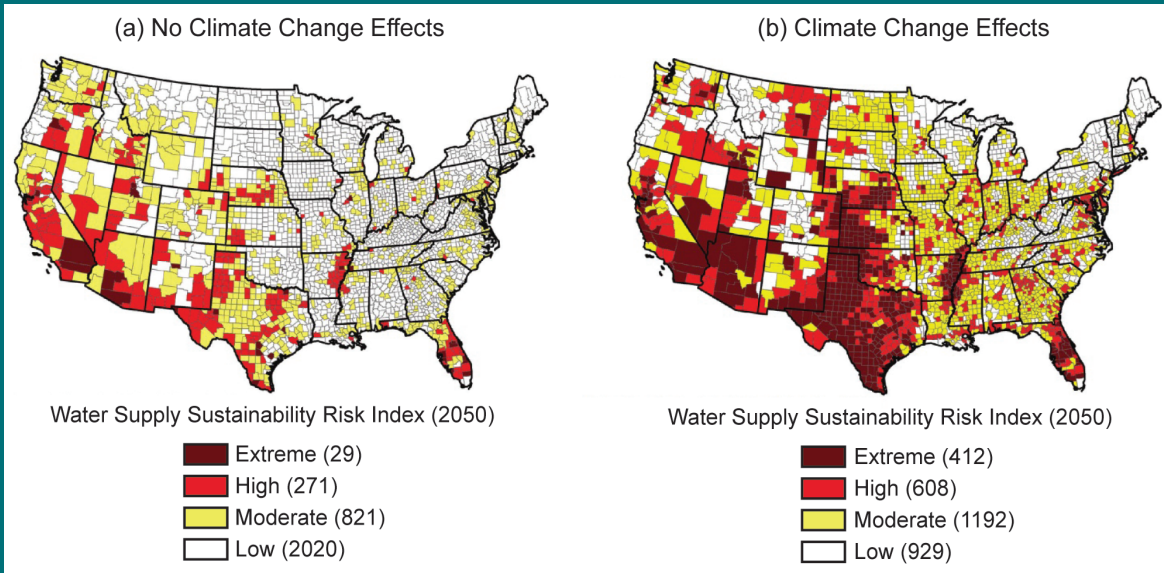 (a) No Climate Change Effects
Water Supply Sustainability Risk Index (2050)
Extreme (29)
High (271)
Moderate (821)
Low (2020)
(b) Climate Change Effects
Water Supply Sustainability Risk Index (2050)
Extreme (412)
High (608)
Moderate (1192)
Low (929)